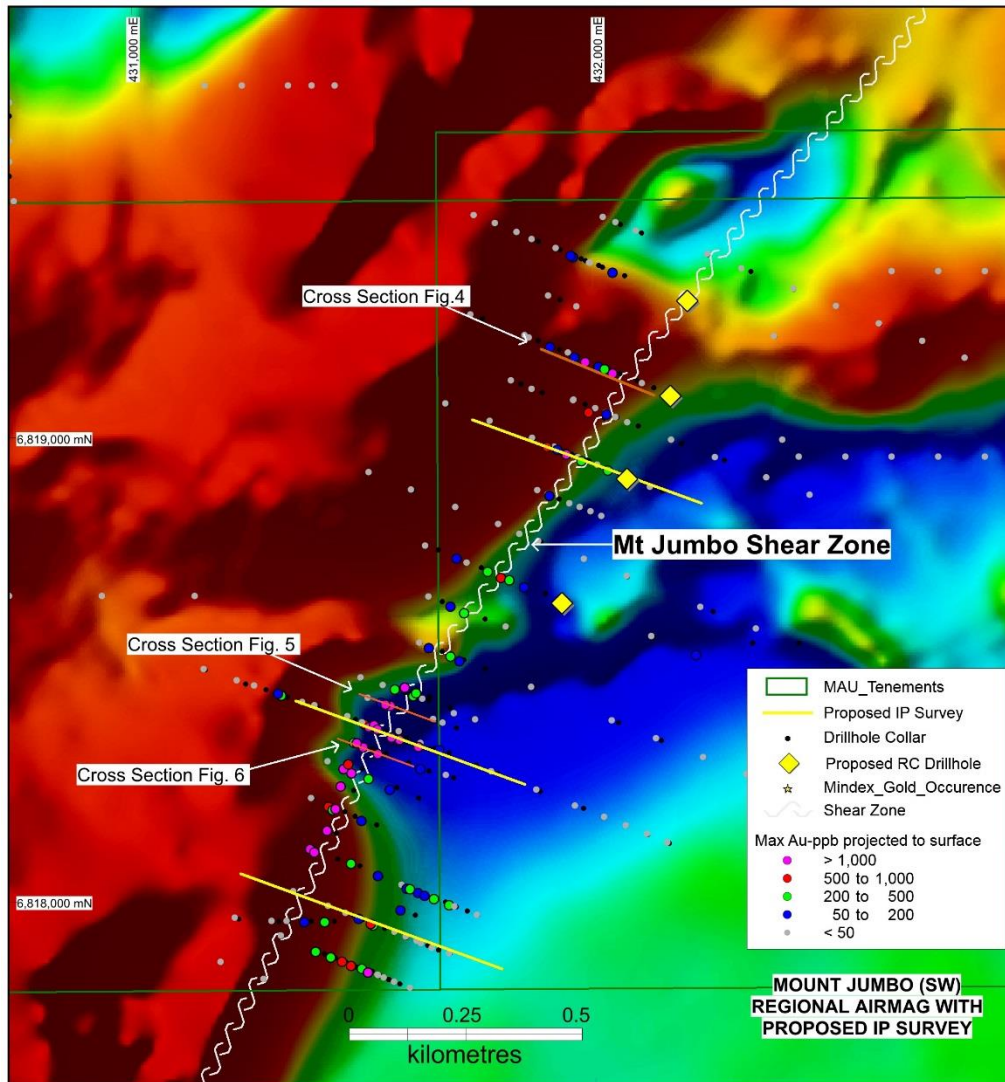 431,000 mE
432,000 mE
Cross Section Fig.4
6,819,000 mN
Mt Jumbo Shear Zone
Cross Section Fig. 5
Cross Section Fig. 6
6,818,000 mN
MAU_Tenements
Proposed IP Survey
Drillhole Collar
Proposed RC Drillhole
Mindex_Gold_Occurence
Shear Zone
Max Au-ppb projected to surface
> 1,000
500 to 1,000
200 to 500
50 to 200
< 50
MOUNT JUMBO (SW)
REGIONAL AIRMAG WITH
PROPOSED IP SURVEY
0 0.25 0.5
kilometres